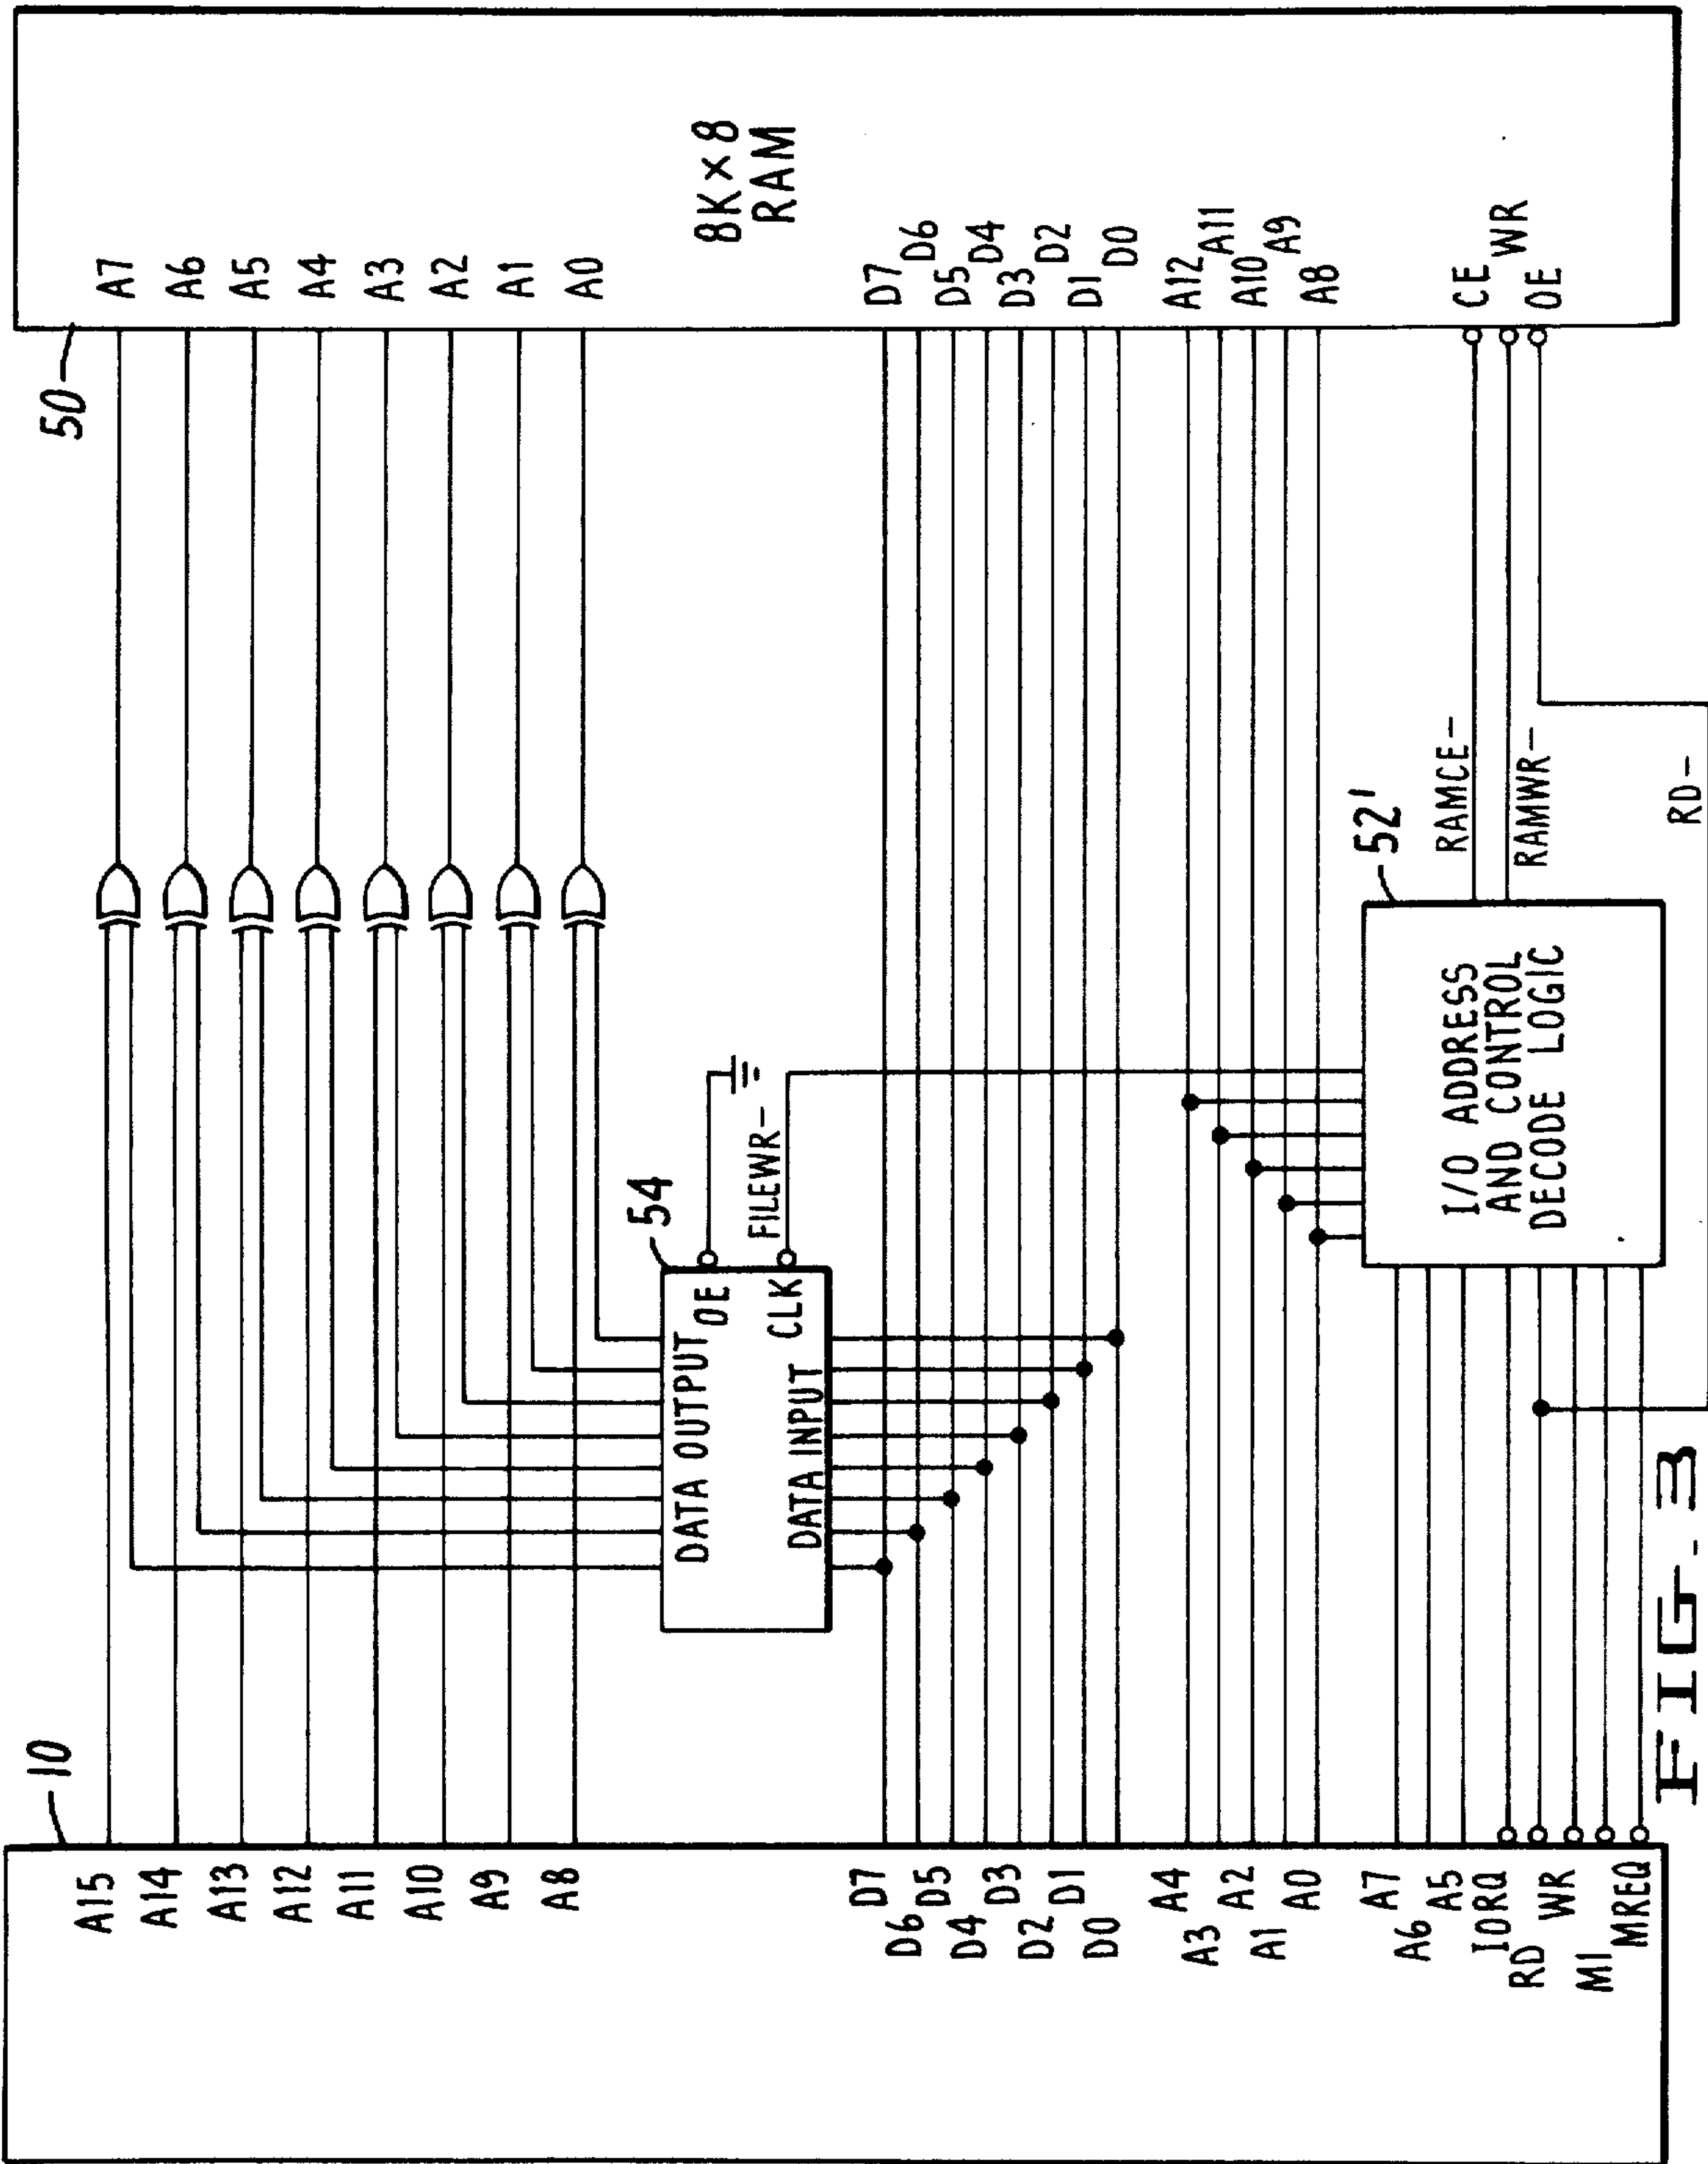 10
A15
A14
A13
A12
A11
A10
A9
A8
D7
D6
D5
D4
D3
D2
D1
D0
A4
A3
A2
A1
A0
A7
A6
A5
IORQ
RD
WR
M1
MREQ
54
DATA OUTPUT
OE
DATA INPUT
CLK
FILEWR-
52'
I/O ADDRESS
AND CONTROL
DECODE LOGIC
RAMCE-
RAMWR-
RD-
50
A7
A6
A5
A4
A3
A2
A1
A0
8K×8
RAM
D7
D6
D5
D4
D3
D2
D1
D0
A12
A11
A10
A9
A8
CE
WR
OE
FIG. 3